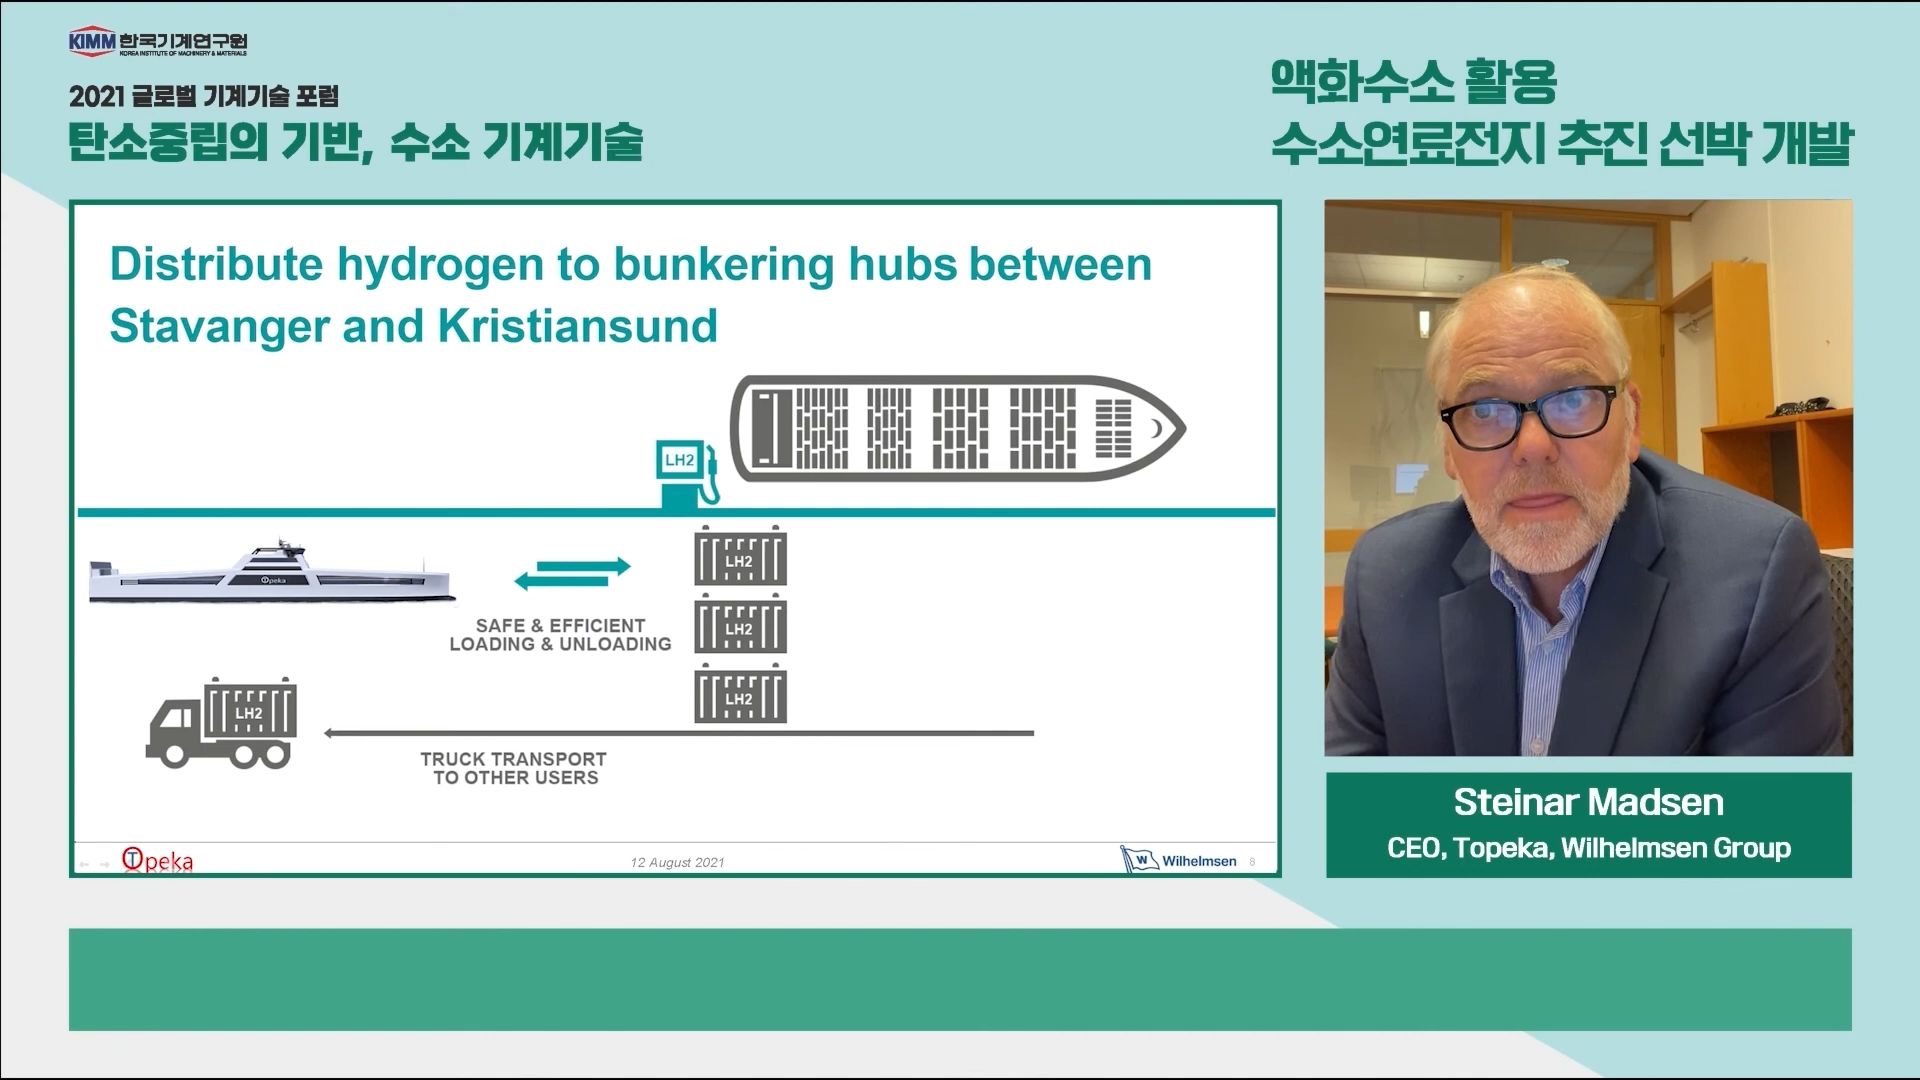 KIMM 한국기계연구원
KOREA INSTITUTE OF MACHINERY & MATERIALS
2021 글로벌 기계기술 포럼
탄소중립의 기반, 수소 기계기술
액화수소 활용
수소연료전지 추진 선박 개발
Distribute hydrogen to bunkering hubs between
Stavanger and Kristiansund
LH2
Topeka
LH2
SAFE & EFFICIENT
LOADING & UNLOADING
LH2
LH2
LH2
TRUCK TRANSPORT
TO OTHER USERS
Topeka
12 August 2021
W Wilhelmsen
8
Steinar Madsen
CEO, Topeka, Wilhelmsen Group